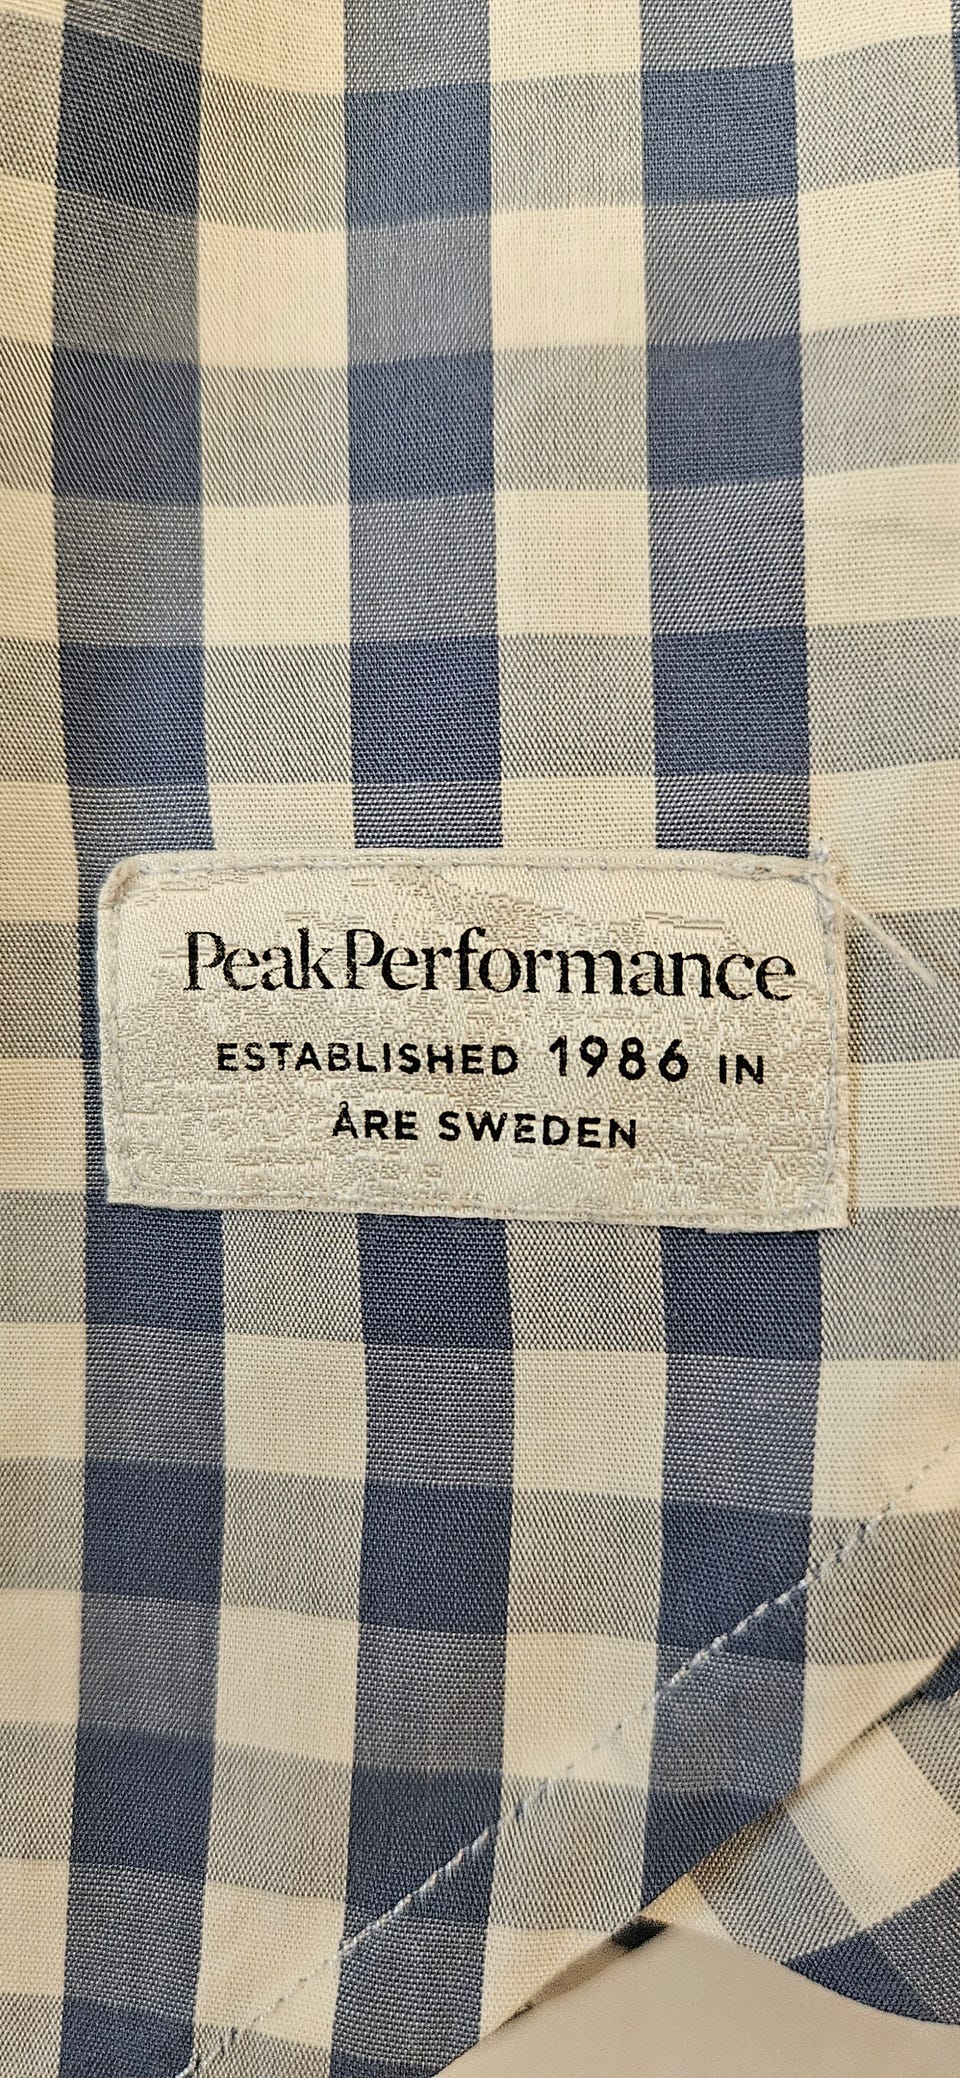 PeakPerformance
ESTABLISHED 1986 IN
ÅRE SWEDEN